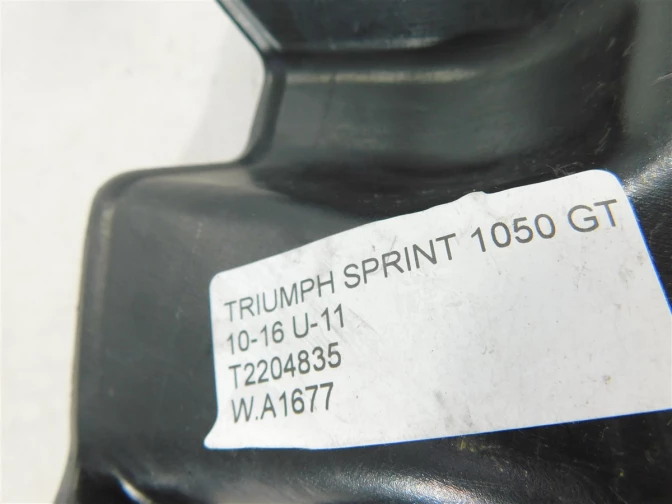 TRIUMPH SPRINT 1050 GT
10-16 U-11
T2204835
W.A1677